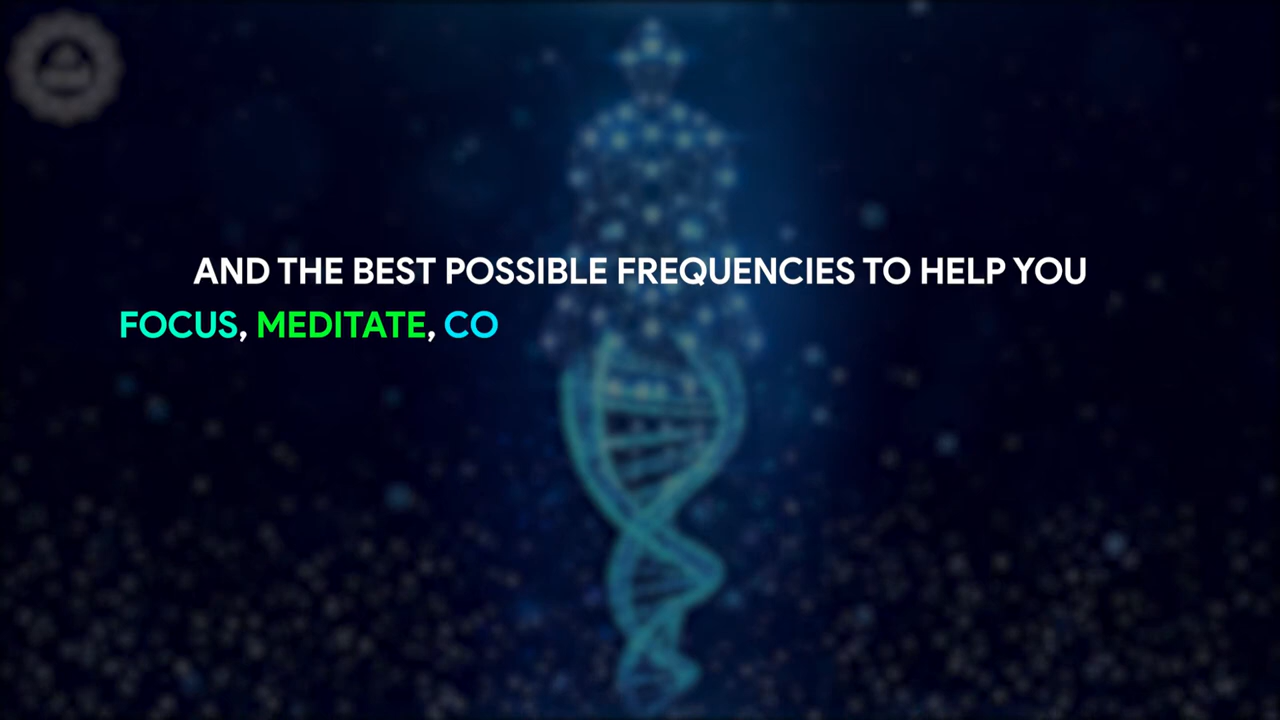 AND THE BEST POSSIBLE FREQUENCIES TO HELP YOU
FOCUS, MEDITATE, CO